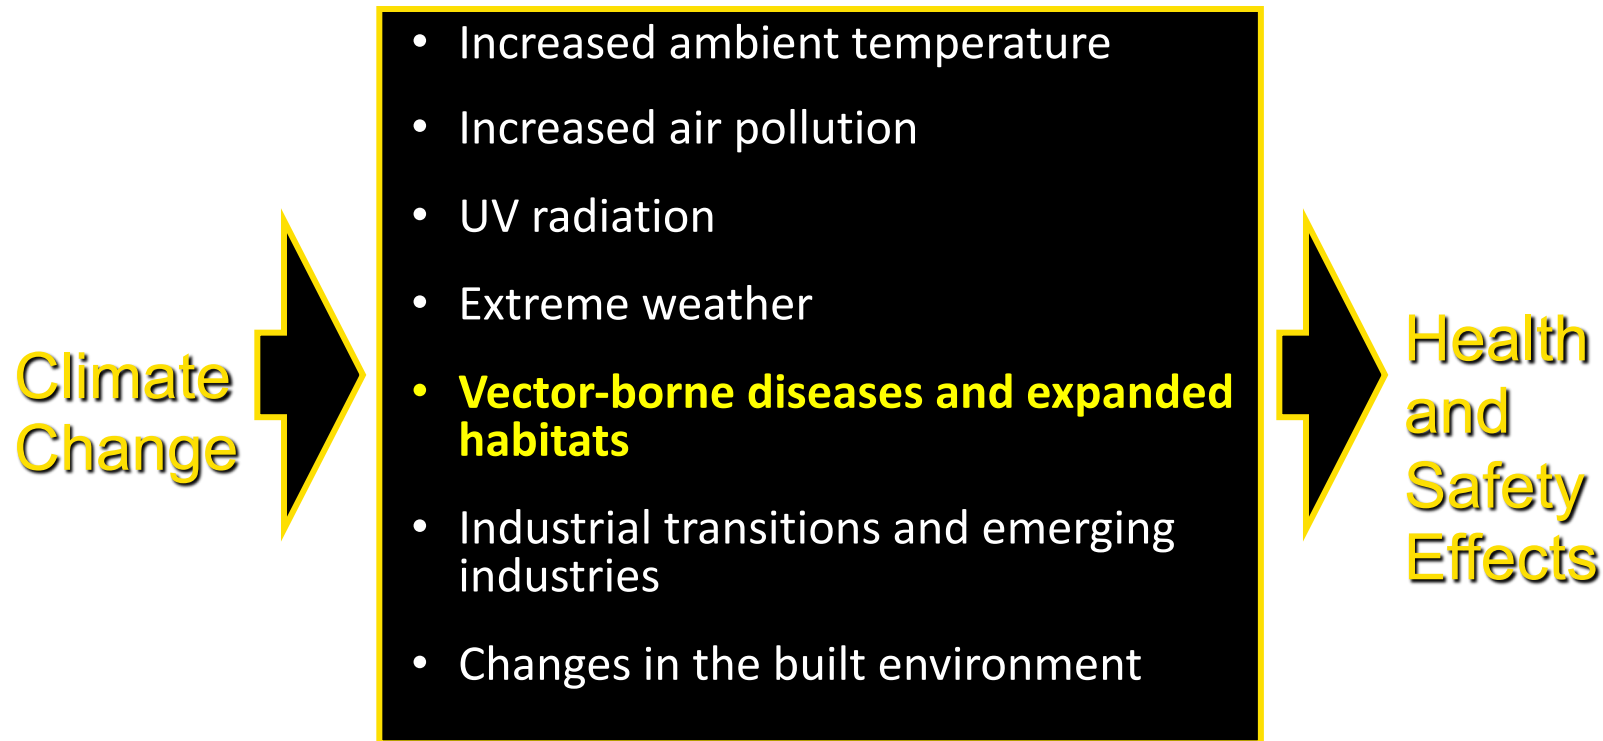 Climate
Change
• Increased ambient temperature
• Increased air pollution
• UV radiation
• Extreme weather
• Vector-borne diseases and expanded
habitats
• Industrial transitions and emerging
industries
• Changes in the built environment
Health
and
Safety
Effects